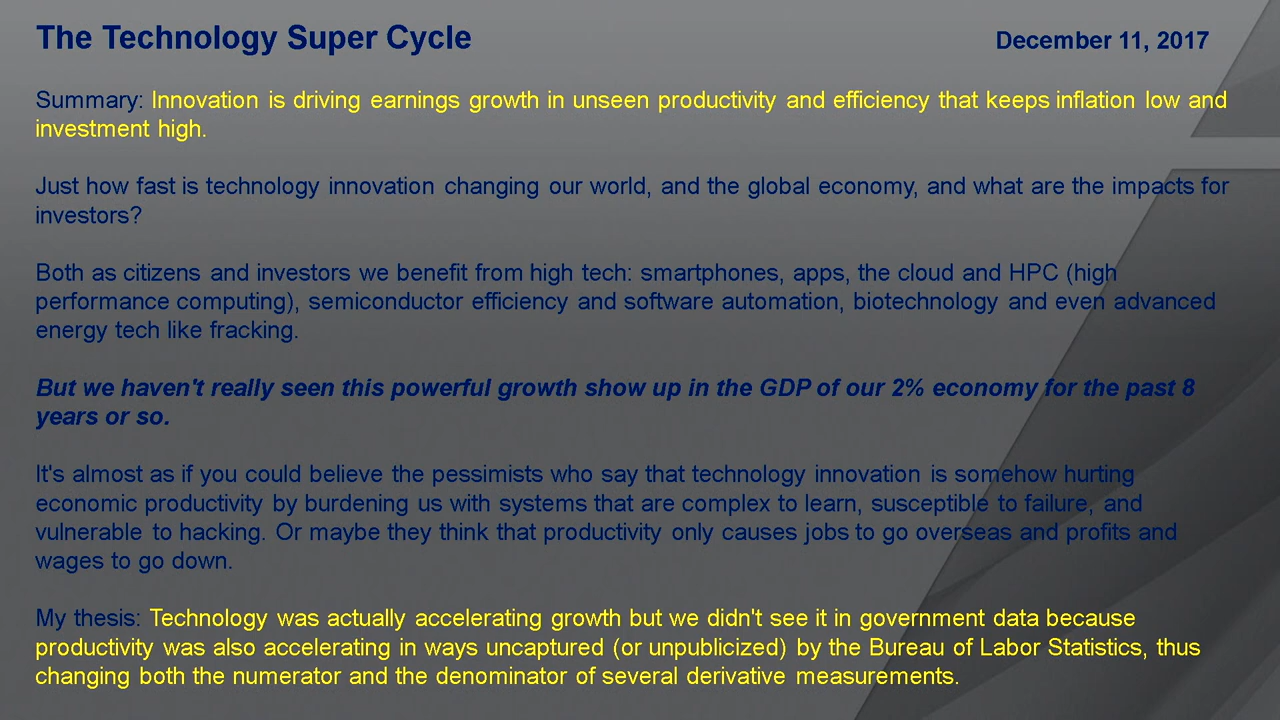 The Technology Super Cycle December 11, 2017
Summary: Innovation is driving earnings growth in unseen productivity and efficiency that keeps inflation low and
investment high.
Just how fast is technology innovation changing our world, and the global economy, and what are the impacts for
investors?
Both as citizens and investors we benefit from high tech: smartphones, apps, the cloud and HPC (high
performance computing), semiconductor efficiency and software automation, biotechnology and even advanced
energy tech like fracking.
But we haven't really seen this powerful growth show up in the GDP of our 2% economy for the past 8
years or so.
It's almost as if you could believe the pessimists who say that technology innovation is somehow hurting
economic productivity by burdening us with systems that are complex to learn, susceptible to failure, and
vulnerable to hacking. Or maybe they think that productivity only causes jobs to go overseas and profits and
wages to go down.
My thesis: Technology was actually accelerating growth but we didn't see it in government data because
productivity was also accelerating in ways uncaptured (or unpublicized) by the Bureau of Labor Statistics, thus
changing both the numerator and the denominator of several derivative measurements.